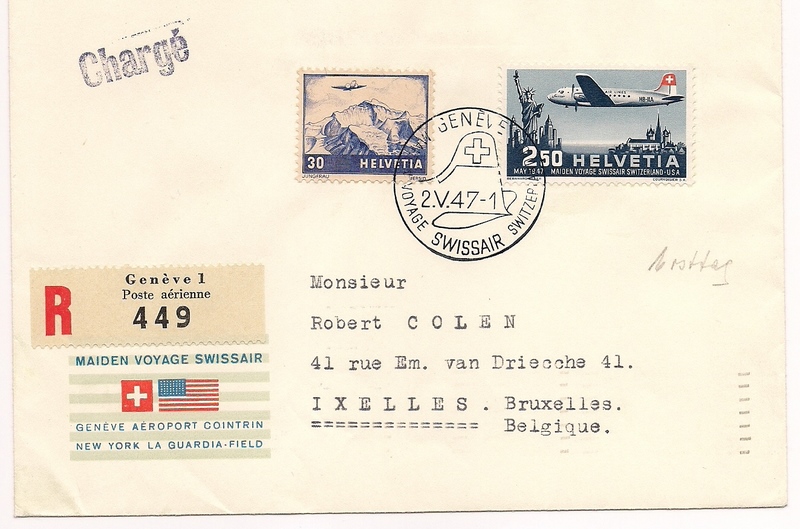 Chargé
30 HELVETIA
JUNGFRAU
AIR LINES
HB-IIA
2.50 HELVETIA
MAY 1947 MAIDEN VOYAGE SWISSAIR SWITZERLAND-USA
COURVOISIER S.A.
GENÈVE
2.V.47-1
VOYAGE SWISSAIR SWITZER
Genève 1
Poste aérienne
R 449
MAIDEN VOYAGE SWISSAIR
GENÈVE AÉROPORT COINTRIN
NEW YORK LA GUARDIA-FIELD
Monsieur
Robert COLEN
41 rue Em. van Driecche 41.
IXELLES. Bruxelles.
Belgique.